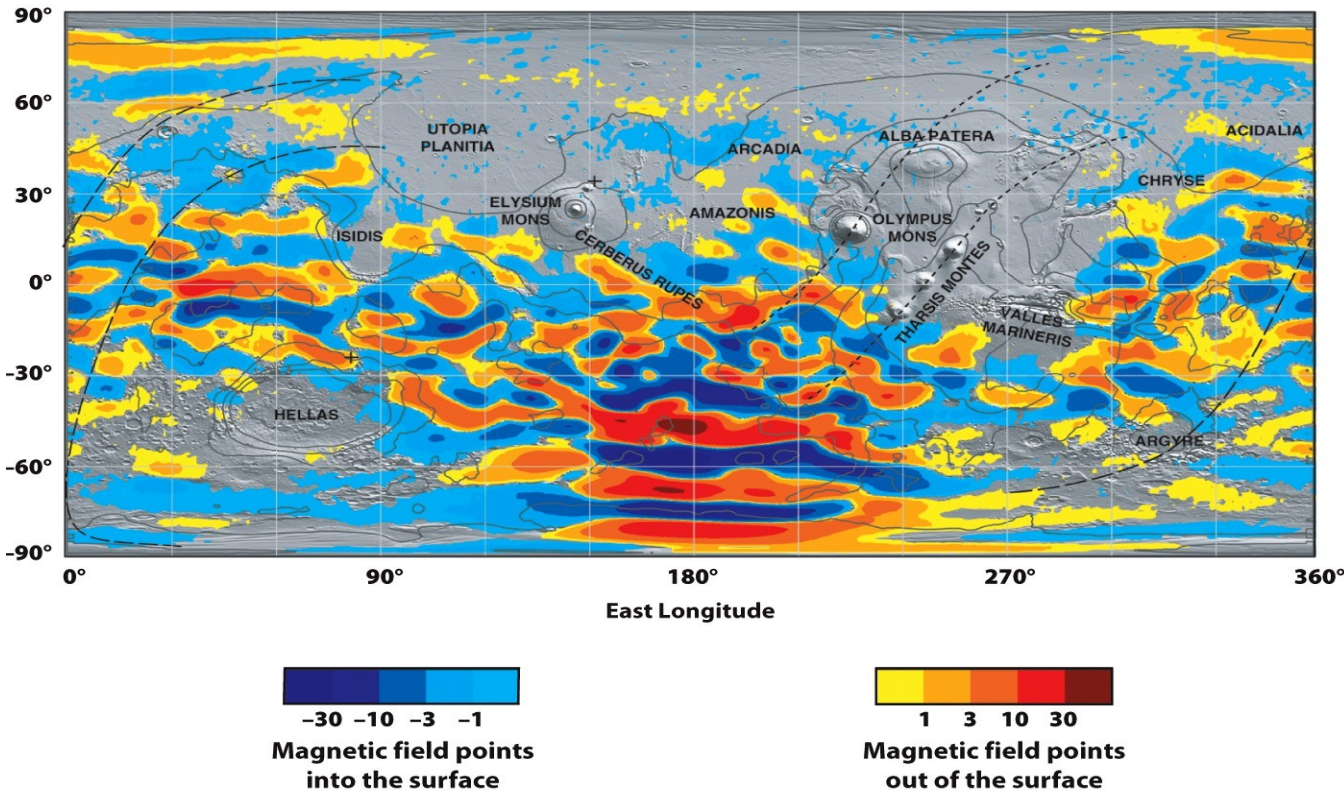 90°
60°
30°
0°
–30°
–60°
–90°
UTOPIA
PLANITIA
ARCADIA
ALBA PATERA
ACIDALIA
CHRYSE
ELYSIUM
MONS
AMAZONIS
OLYMPUS
MONS
ISIDIS
CERBERUS RUPES
THARSIS MONTES
VALLES
MARINERIS
HELLAS
ARGYRE
0° 90° 180° 270° 360°
East Longitude
–30 –10 –3 –1
Magnetic field points
into the surface
1 3 10 30
Magnetic field points
out of the surface